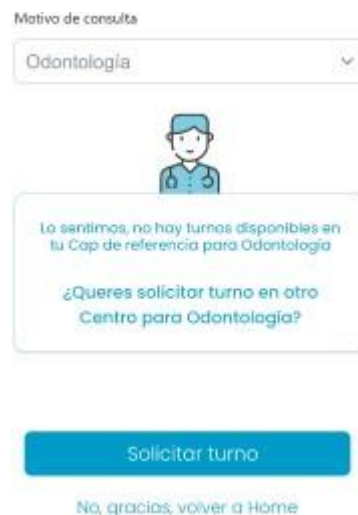 Motivo de consulta
Odontología
Lo sentimos, no hay turnos disponibles en
tu Cap de referencia para Odontología
¿Queres solicitar turno en otro
Centro para Odontología?
Solicitar turno
No, gracias, volver a Home